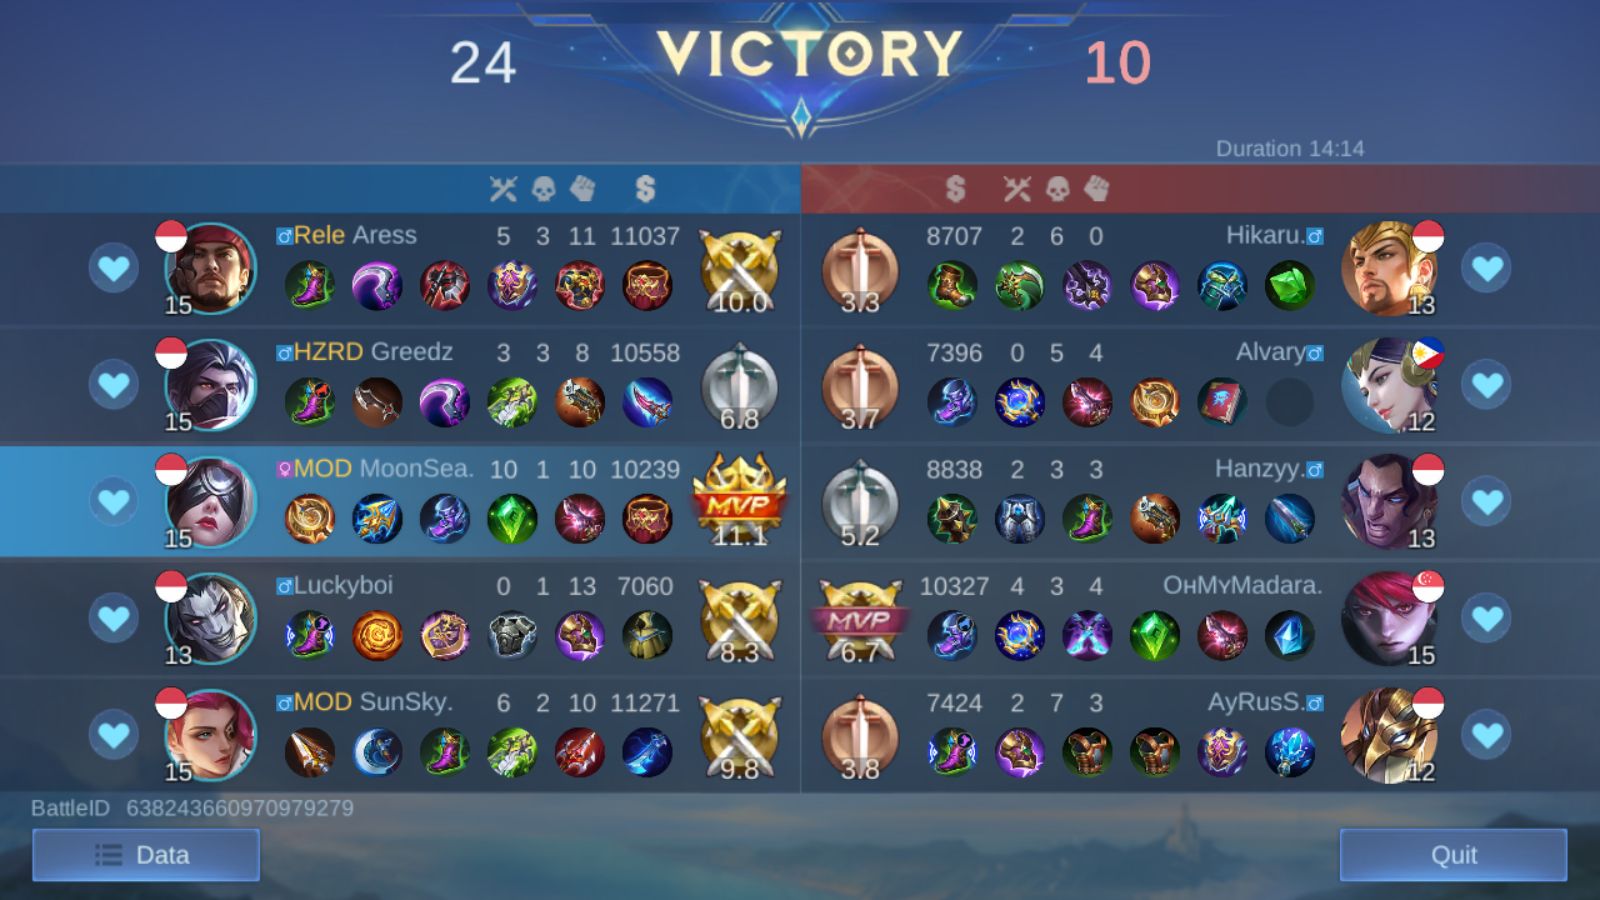 24 VICTORY 10
Duration 14:14
Rele Aress 5 3 11 11037
15 10.0
8707 2 6 0 Hikaru.
3.3 13
HZRD Greedz 3 3 8 10558
15 6.8
7396 0 5 4 Alvary
3.7 12
MOD MoonSea. 10 1 10 10239
MVP
15 11.1
8838 2 3 3 Hanzyy.
5.2 13
Luckyboi 0 1 13 7060
13 8.3
10327 4 3 4 OнMʏMadara.
MVP
6.7 15
MOD SunSky. 6 2 10 11271
15 9.8
7424 2 7 3 AyRusS.
3.8 12
BattleID 638243660970979279
Data
Quit